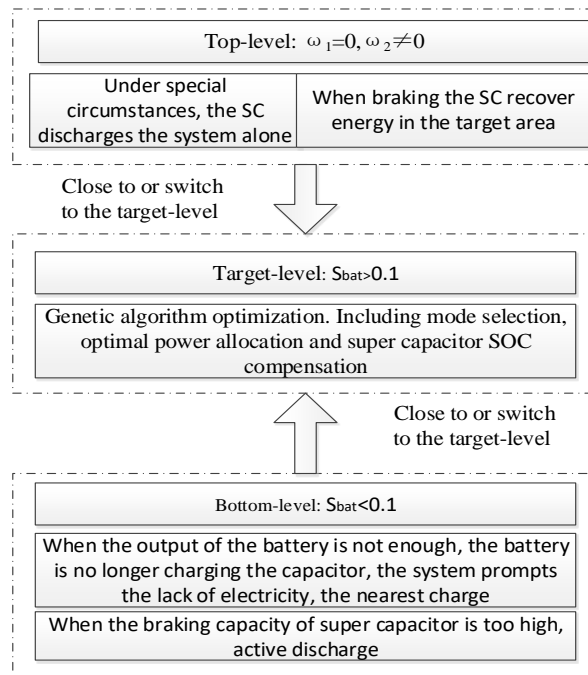 Top-level: ω₁=0, ω₂≠0
Under special
circumstances, the SC
discharges the system alone
When braking the SC recover
energy in the target area
Close to or switch
to the target-level
Target-level: Sbat>0.1
Genetic algorithm optimization. Including mode selection,
optimal power allocation and super capacitor SOC
compensation
Close to or switch
to the target-level
Bottom-level: Sbat<0.1
When the output of the battery is not enough, the battery
is no longer charging the capacitor, the system prompts
the lack of electricity, the nearest charge
When the braking capacity of super capacitor is too high,
active discharge